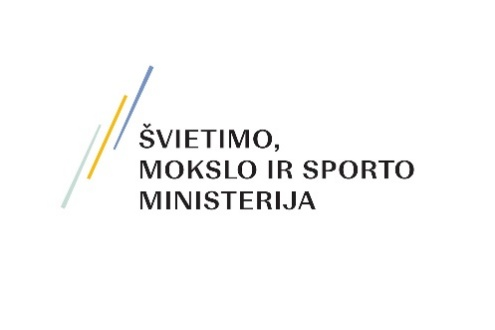 ŠVIETIMO,
MOKSLO IR SPORTO
MINISTERIJA